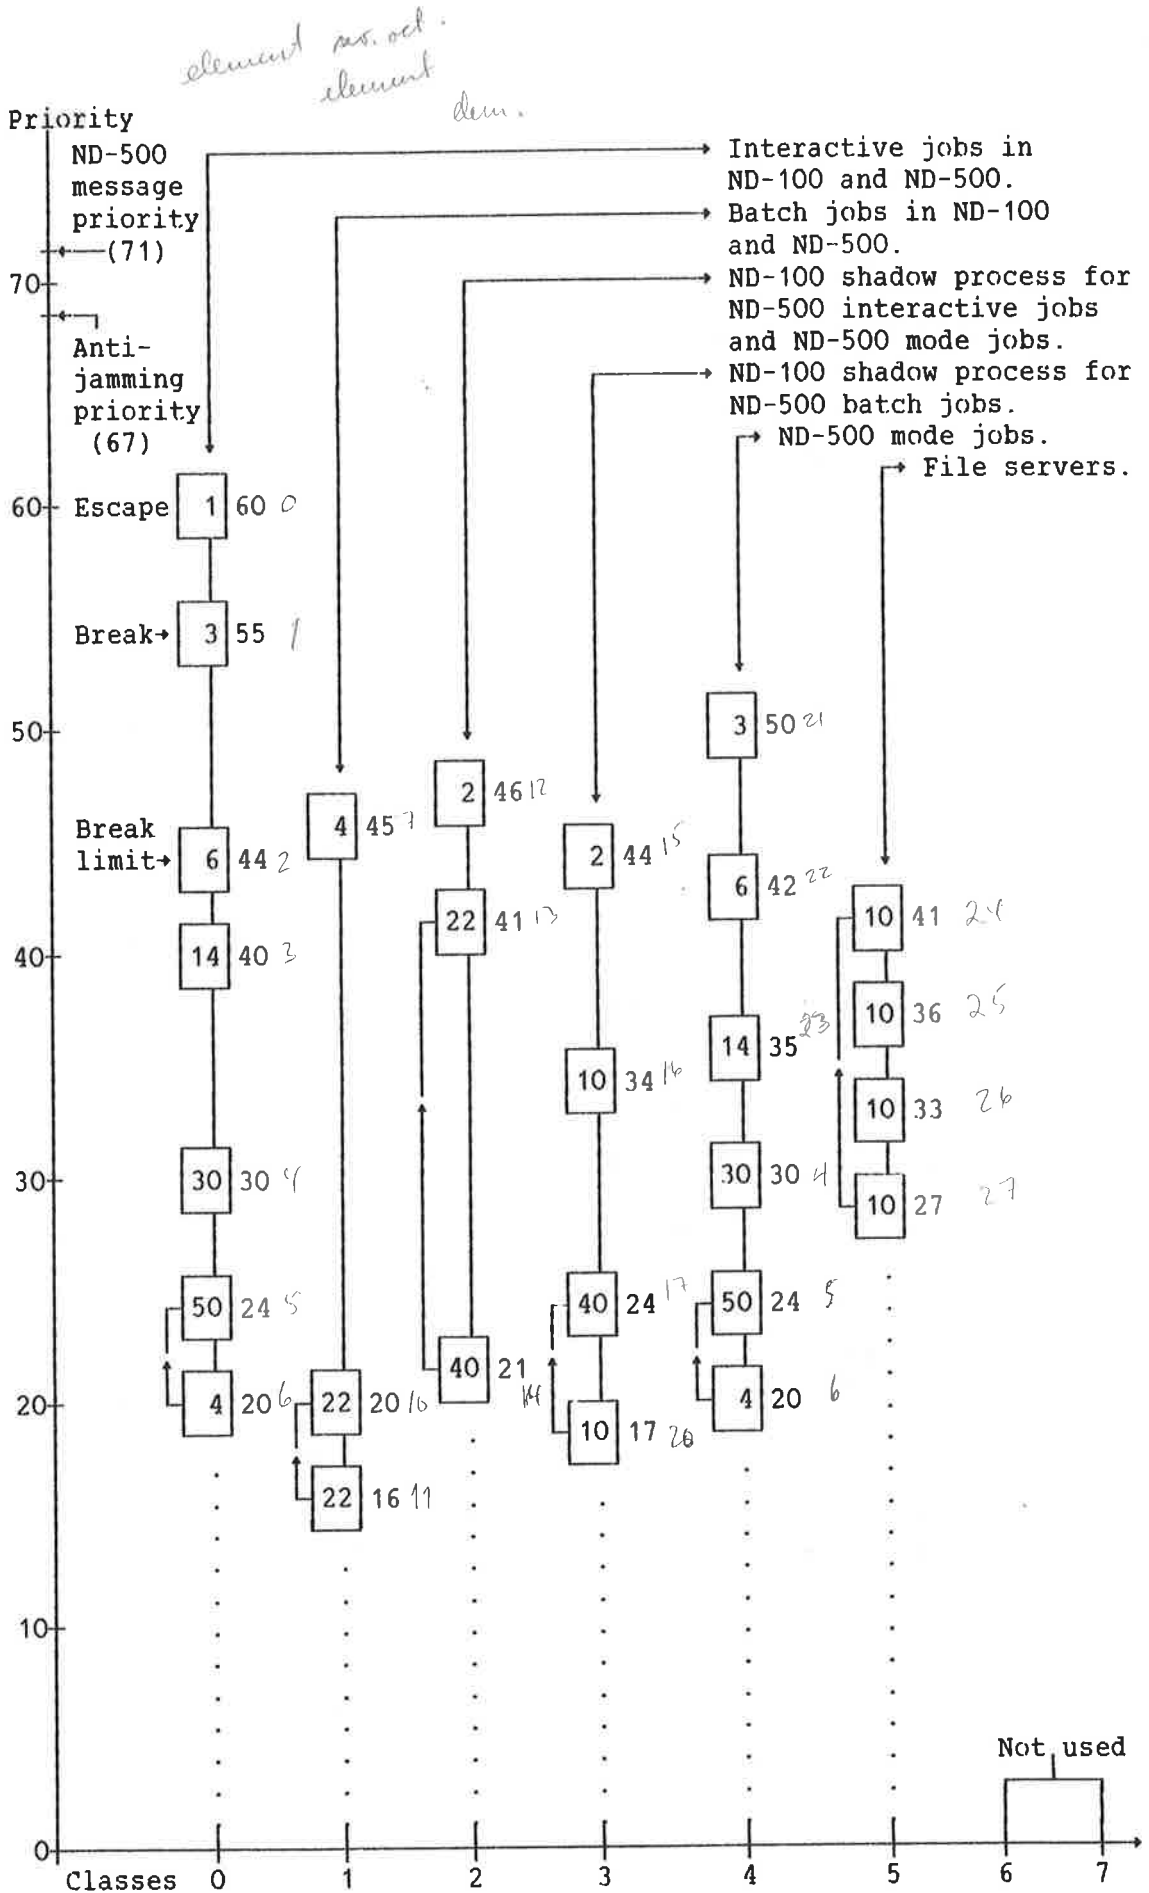 element no. oct.
element
dem.
Priority
ND-500
message
priority
(71)
Interactive jobs in
ND-100 and ND-500.
Batch jobs in ND-100
and ND-500.
70
ND-100 shadow process for
ND-500 interactive jobs
and ND-500 mode jobs.
Anti-
jamming
priority
(67)
ND-100 shadow process for
ND-500 batch jobs.
ND-500 mode jobs.
File servers.
60 Escape 1 60 0
Break 3 55 1
50 3 50 21
2 46 12
Break
limit 6 44 2
4 45 7
2 44 15
6 42 22
22 41 13
10 41 24
40 14 40 3
10 36 25
14 35 23
10 34 16
10 33 26
30 30 30 4
30 30 4
10 27 27
50 24 5
40 24 17
50 24 5
40 21 14
20 4 20 6
22 20 10
4 20 6
10 17 20
22 16 11
10
Not used
0
Classes 0 1 2 3 4 5 6 7